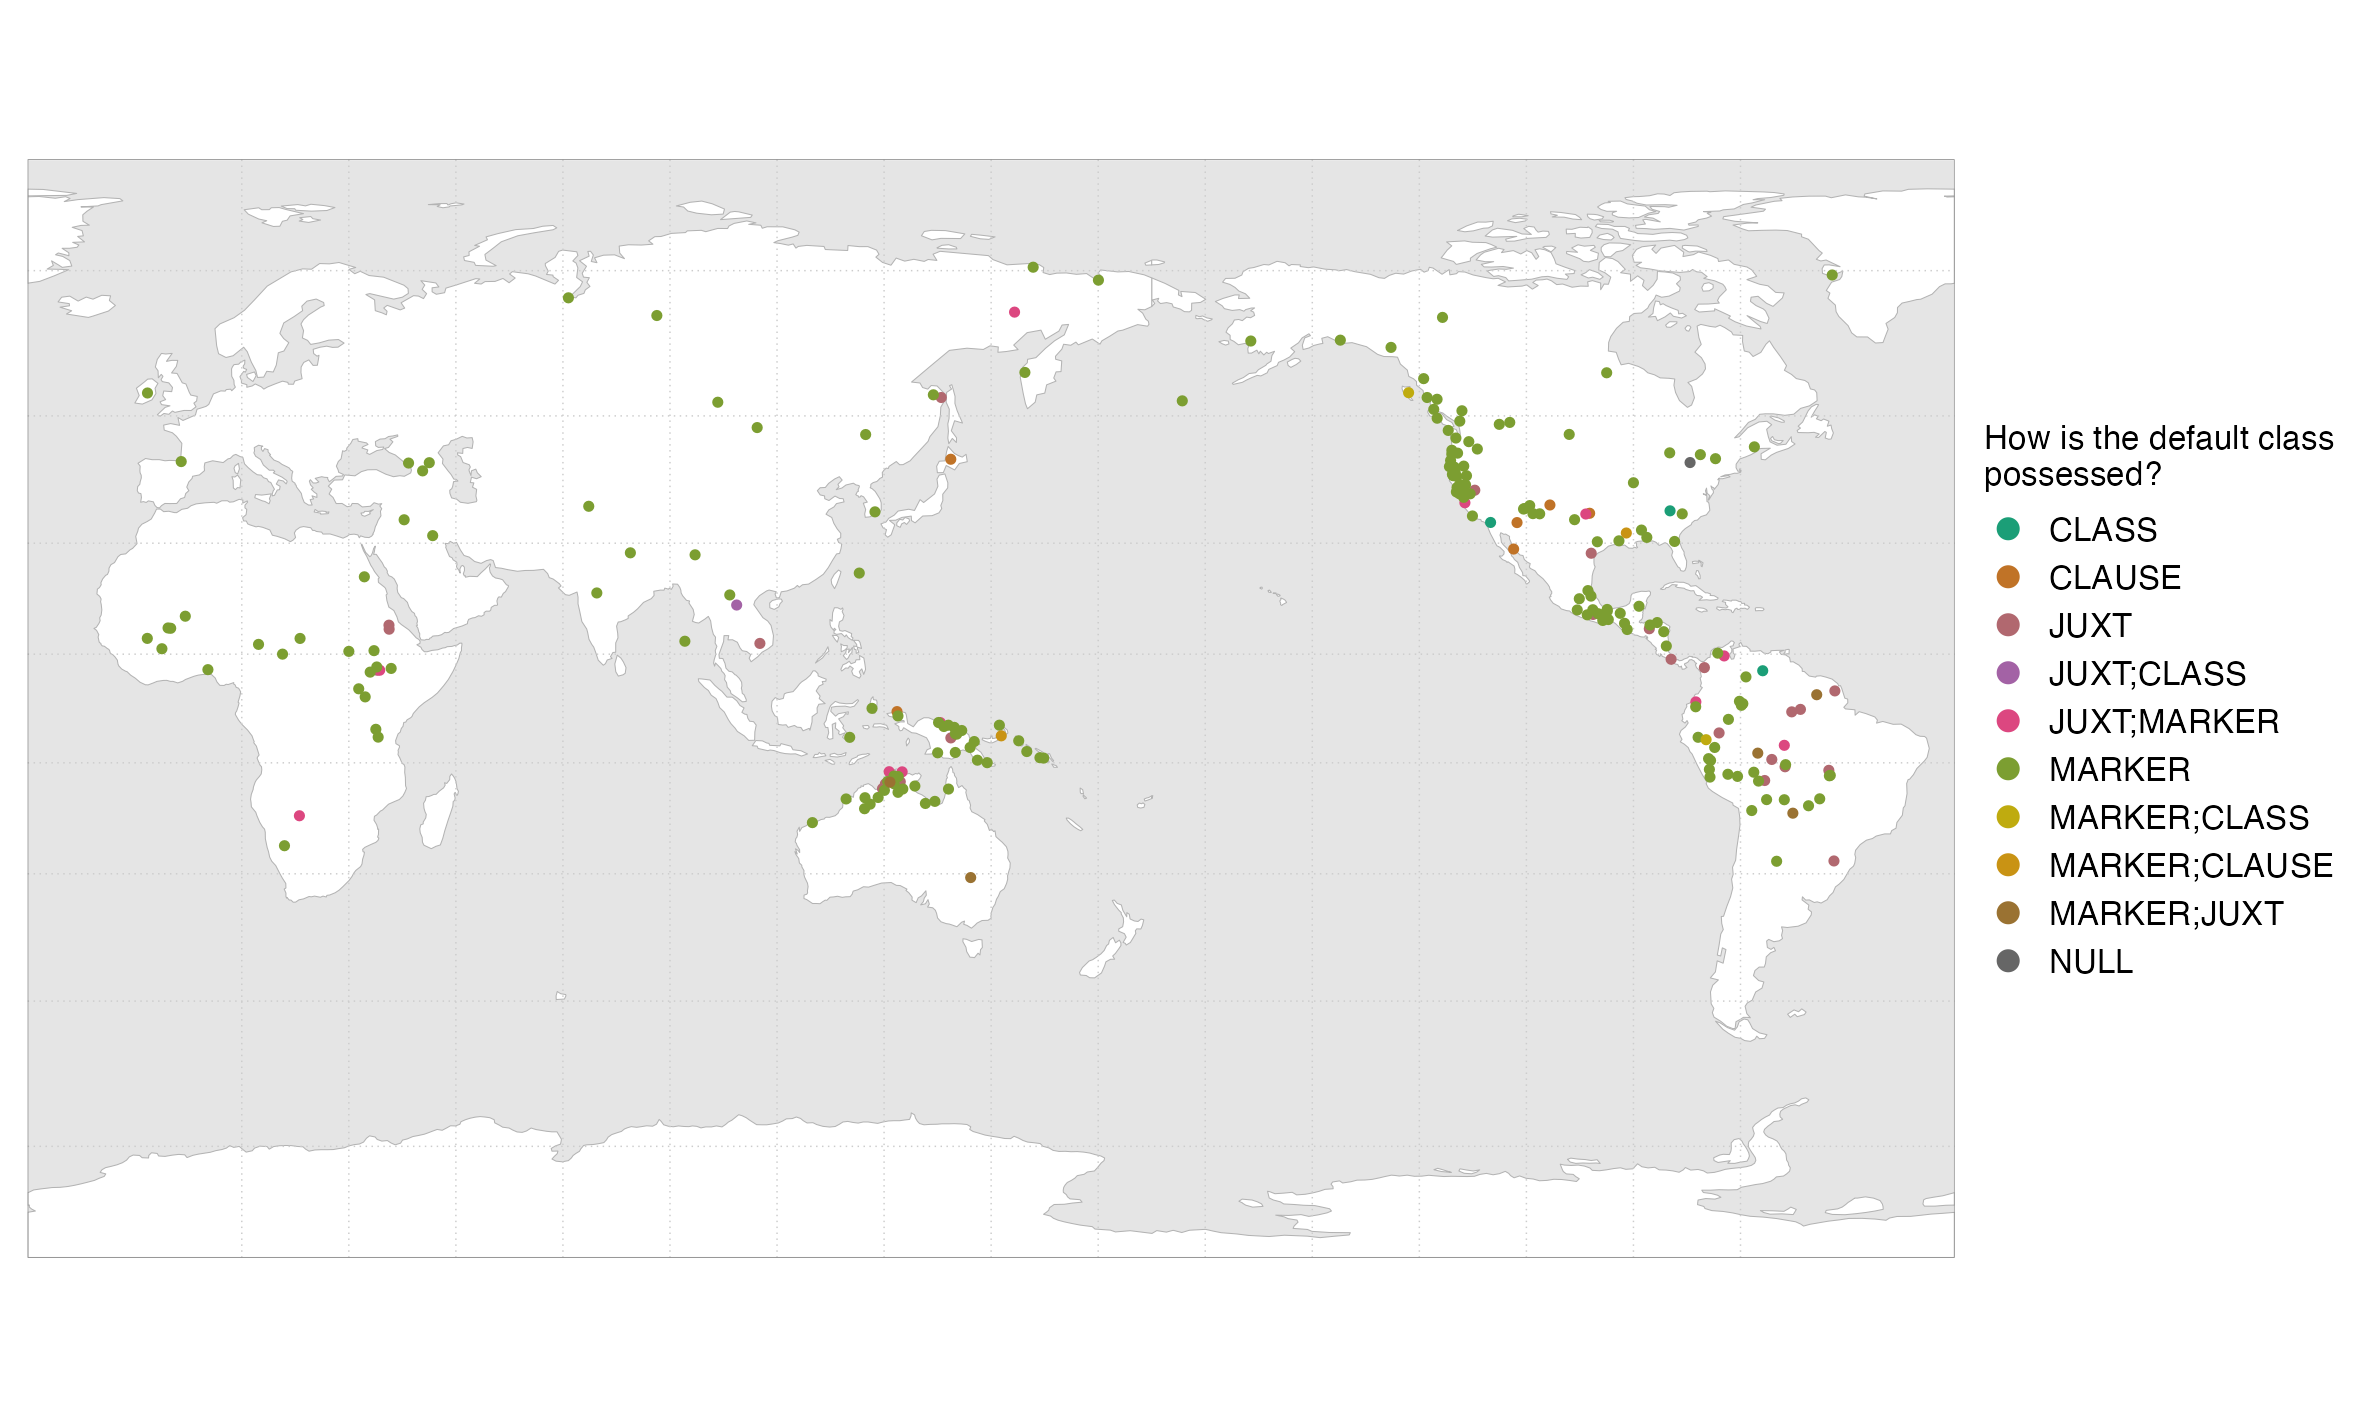 How is the default class
possessed?
CLASS
CLAUSE
JUXT
JUXT;CLASS
JUXT;MARKER
MARKER
MARKER;CLASS
MARKER;CLAUSE
MARKER;JUXT
NULL